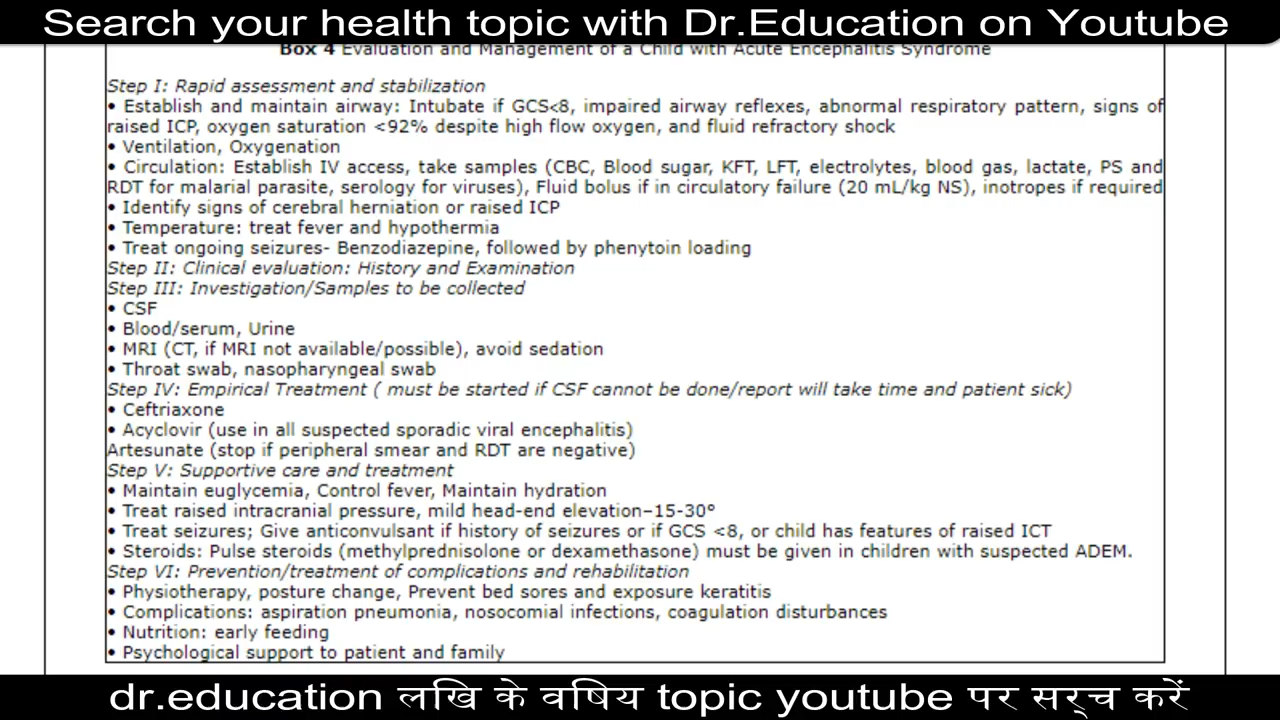 Search your health topic with Dr.Education on Youtube
Box 4 Evaluation and Management of a Child with Acute Encephalitis Syndrome
Step I: Rapid assessment and stabilization
• Establish and maintain airway: Intubate if GCS<8, impaired airway reflexes, abnormal respiratory pattern, signs of
raised ICP, oxygen saturation <92% despite high flow oxygen, and fluid refractory shock
• Ventilation, Oxygenation
• Circulation: Establish IV access, take samples (CBC, Blood sugar, KFT, LFT, electrolytes, blood gas, lactate, PS and
RDT for malarial parasite, serology for viruses), Fluid bolus if in circulatory failure (20 mL/kg NS), inotropes if required
• Identify signs of cerebral herniation or raised ICP
• Temperature: treat fever and hypothermia
• Treat ongoing seizures- Benzodiazepine, followed by phenytoin loading
Step II: Clinical evaluation: History and Examination
Step III: Investigation/Samples to be collected
• CSF
• Blood/serum, Urine
• MRI (CT, if MRI not available/possible), avoid sedation
• Throat swab, nasopharyngeal swab
Step IV: Empirical Treatment ( must be started if CSF cannot be done/report will take time and patient sick)
• Ceftriaxone
• Acyclovir (use in all suspected sporadic viral encephalitis)
Artesunate (stop if peripheral smear and RDT are negative)
Step V: Supportive care and treatment
• Maintain euglycemia, Control fever, Maintain hydration
• Treat raised intracranial pressure, mild head-end elevation–15-30°
• Treat seizures; Give anticonvulsant if history of seizures or if GCS <8, or child has features of raised ICT
• Steroids: Pulse steroids (methylprednisolone or dexamethasone) must be given in children with suspected ADEM.
Step VI: Prevention/treatment of complications and rehabilitation
• Physiotherapy, posture change, Prevent bed sores and exposure keratitis
• Complications: aspiration pneumonia, nosocomial infections, coagulation disturbances
• Nutrition: early feeding
• Psychological support to patient and family
dr.education लिख के विषय topic youtube पर सर्च करें